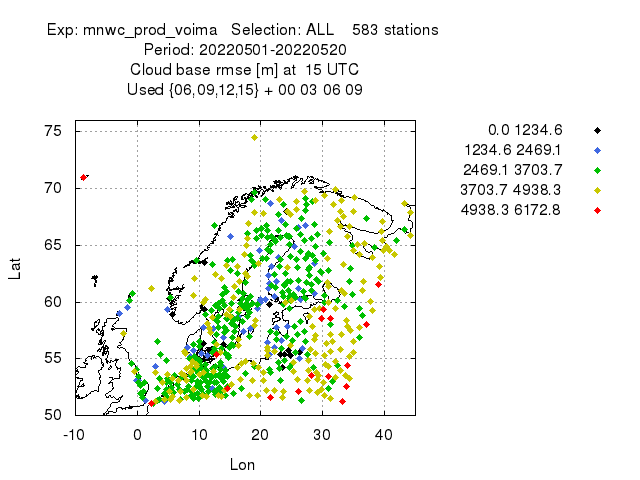 Exp: mnwc_prod_voima   Selection: ALL    583 stations
Period: 20220501-20220520
Cloud base rmse [m] at  15 UTC
Used {06,09,12,15} + 00 03 06 09
0.0 1234.6
1234.6 2469.1
2469.1 3703.7
3703.7 4938.3
4938.3 6172.8
75
70
65
60
55
50
Lat
-10 0 10 20 30 40
Lon